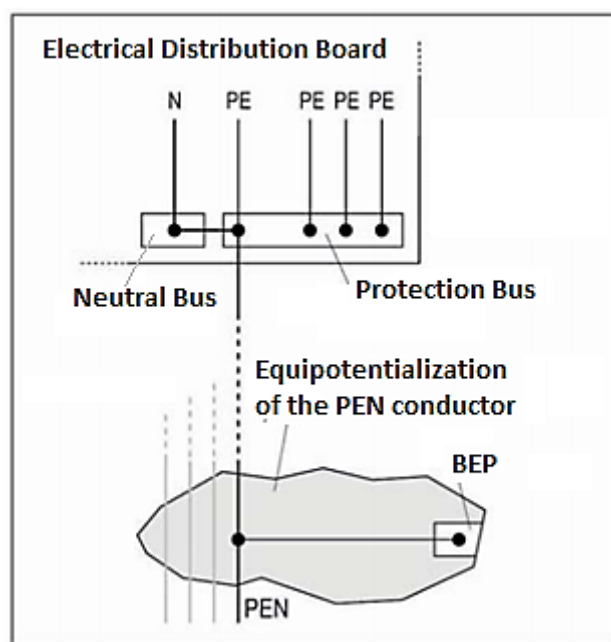 Electrical Distribution Board
N PE PE PE PE
Neutral Bus
Protection Bus
Equipotentialization
of the PEN conductor
BEP
PEN